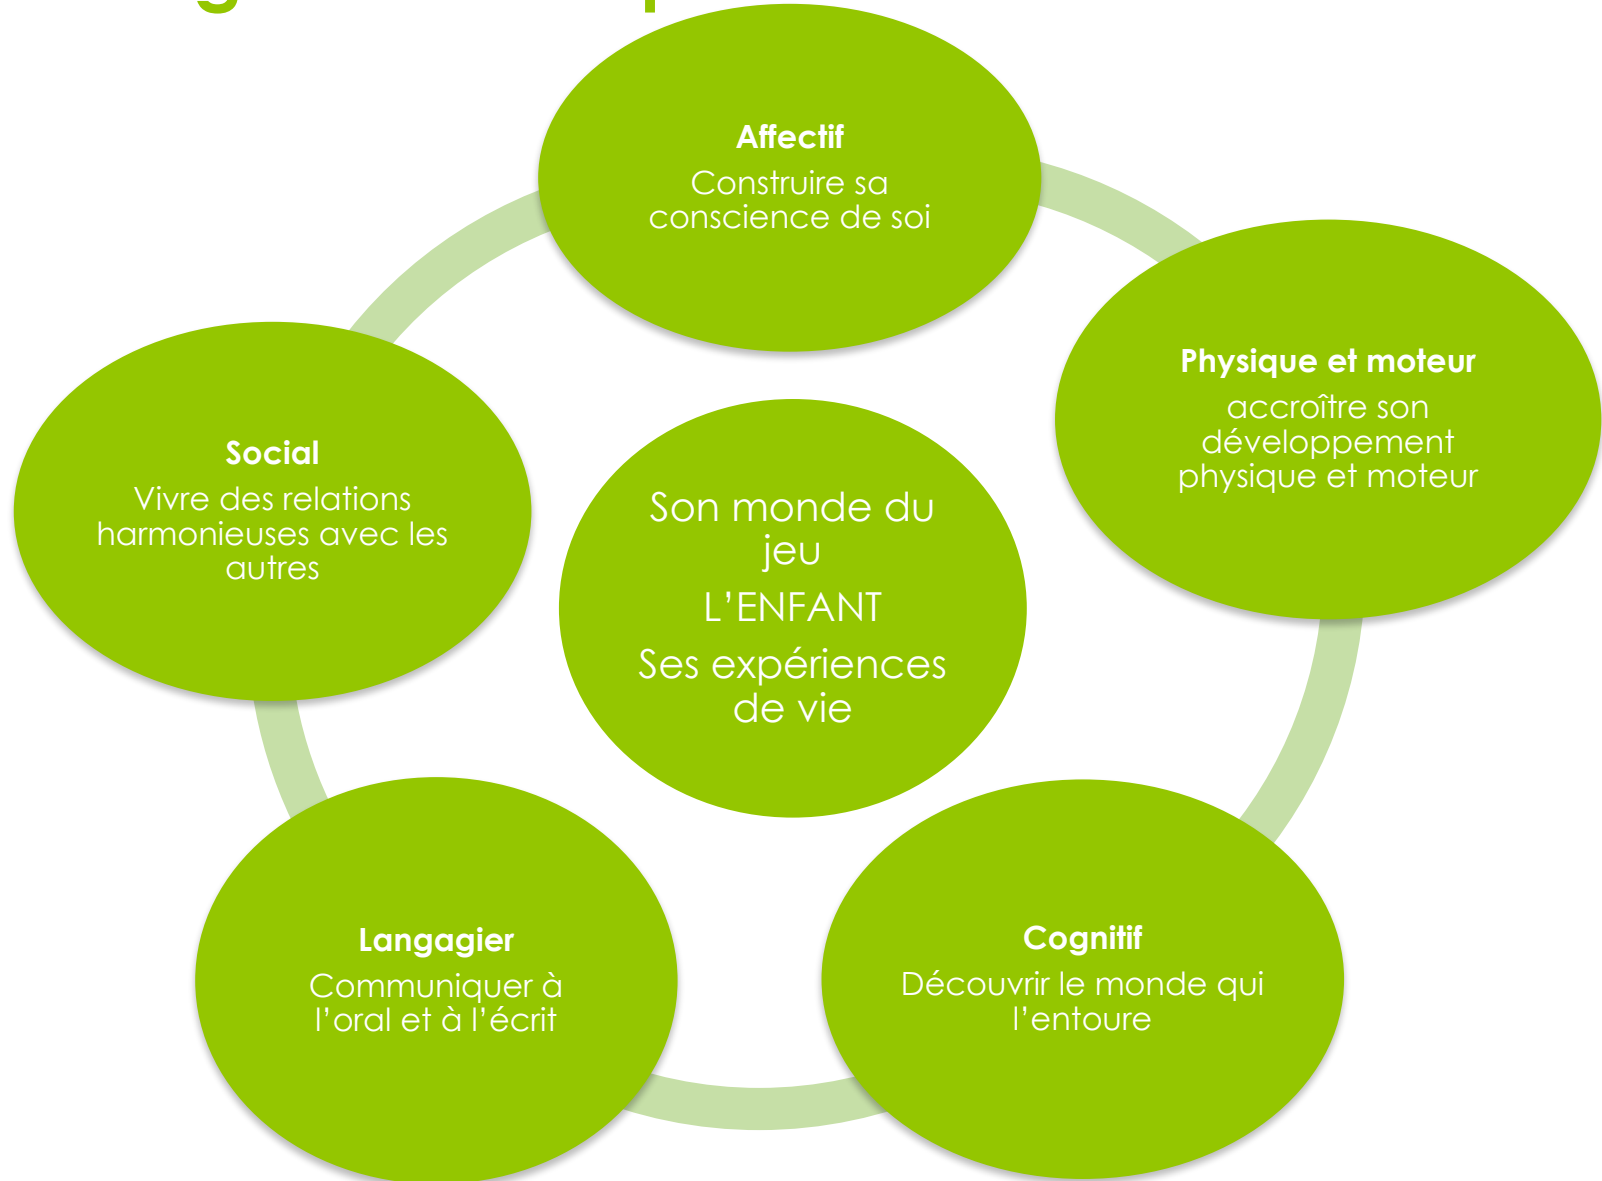 Affectif
Construire sa
conscience de soi
Physique et moteur
accroître son
développement
physique et moteur
Social
Vivre des relations
harmonieuses avec les
autres
Son monde du
jeu
L’ENFANT
Ses expériences
de vie
Langagier
Communiquer à
l’oral et à l’écrit
Cognitif
Découvrir le monde qui
l’entoure